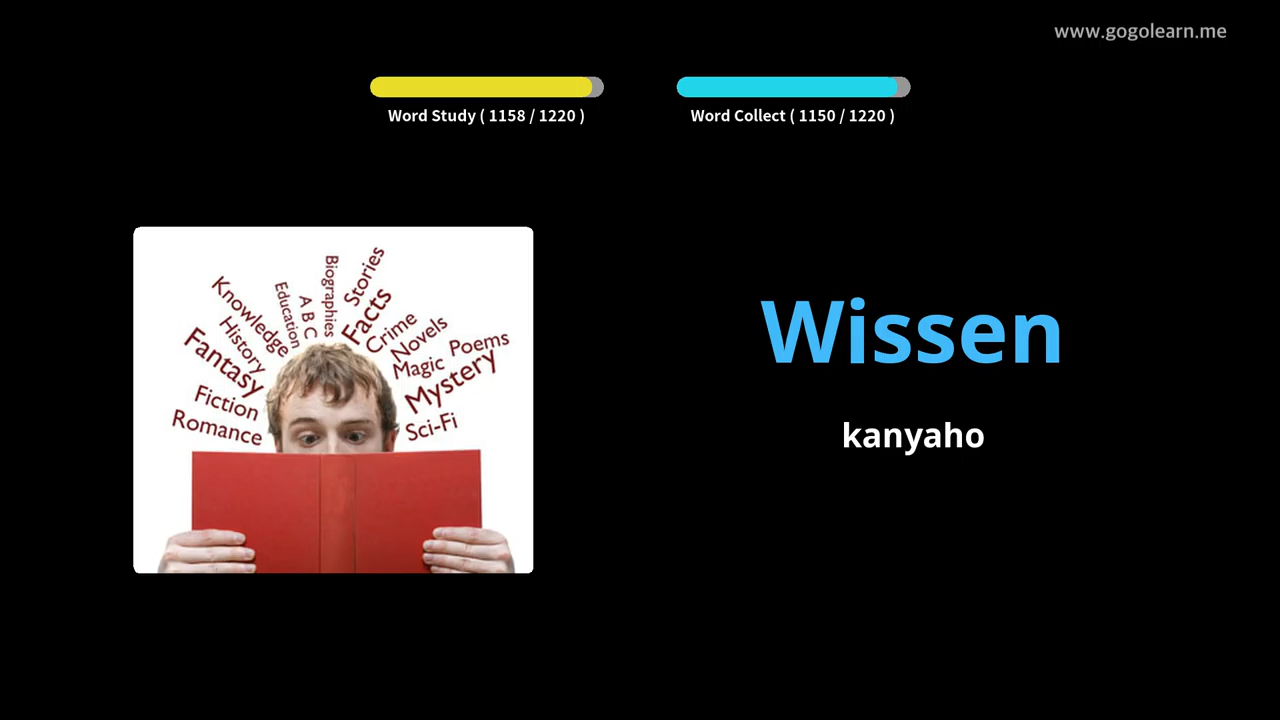 www.gogolearn.me
Word Study ( 1158 / 1220 )
Word Collect ( 1150 / 1220 )
Wissen
kanyaho
Knowledge
Education
A B C
Biographies
Stories
Facts
History
Crime
Novels
Fantasy
Magic
Poems
Mystery
Fiction
Romance
Sci-Fi